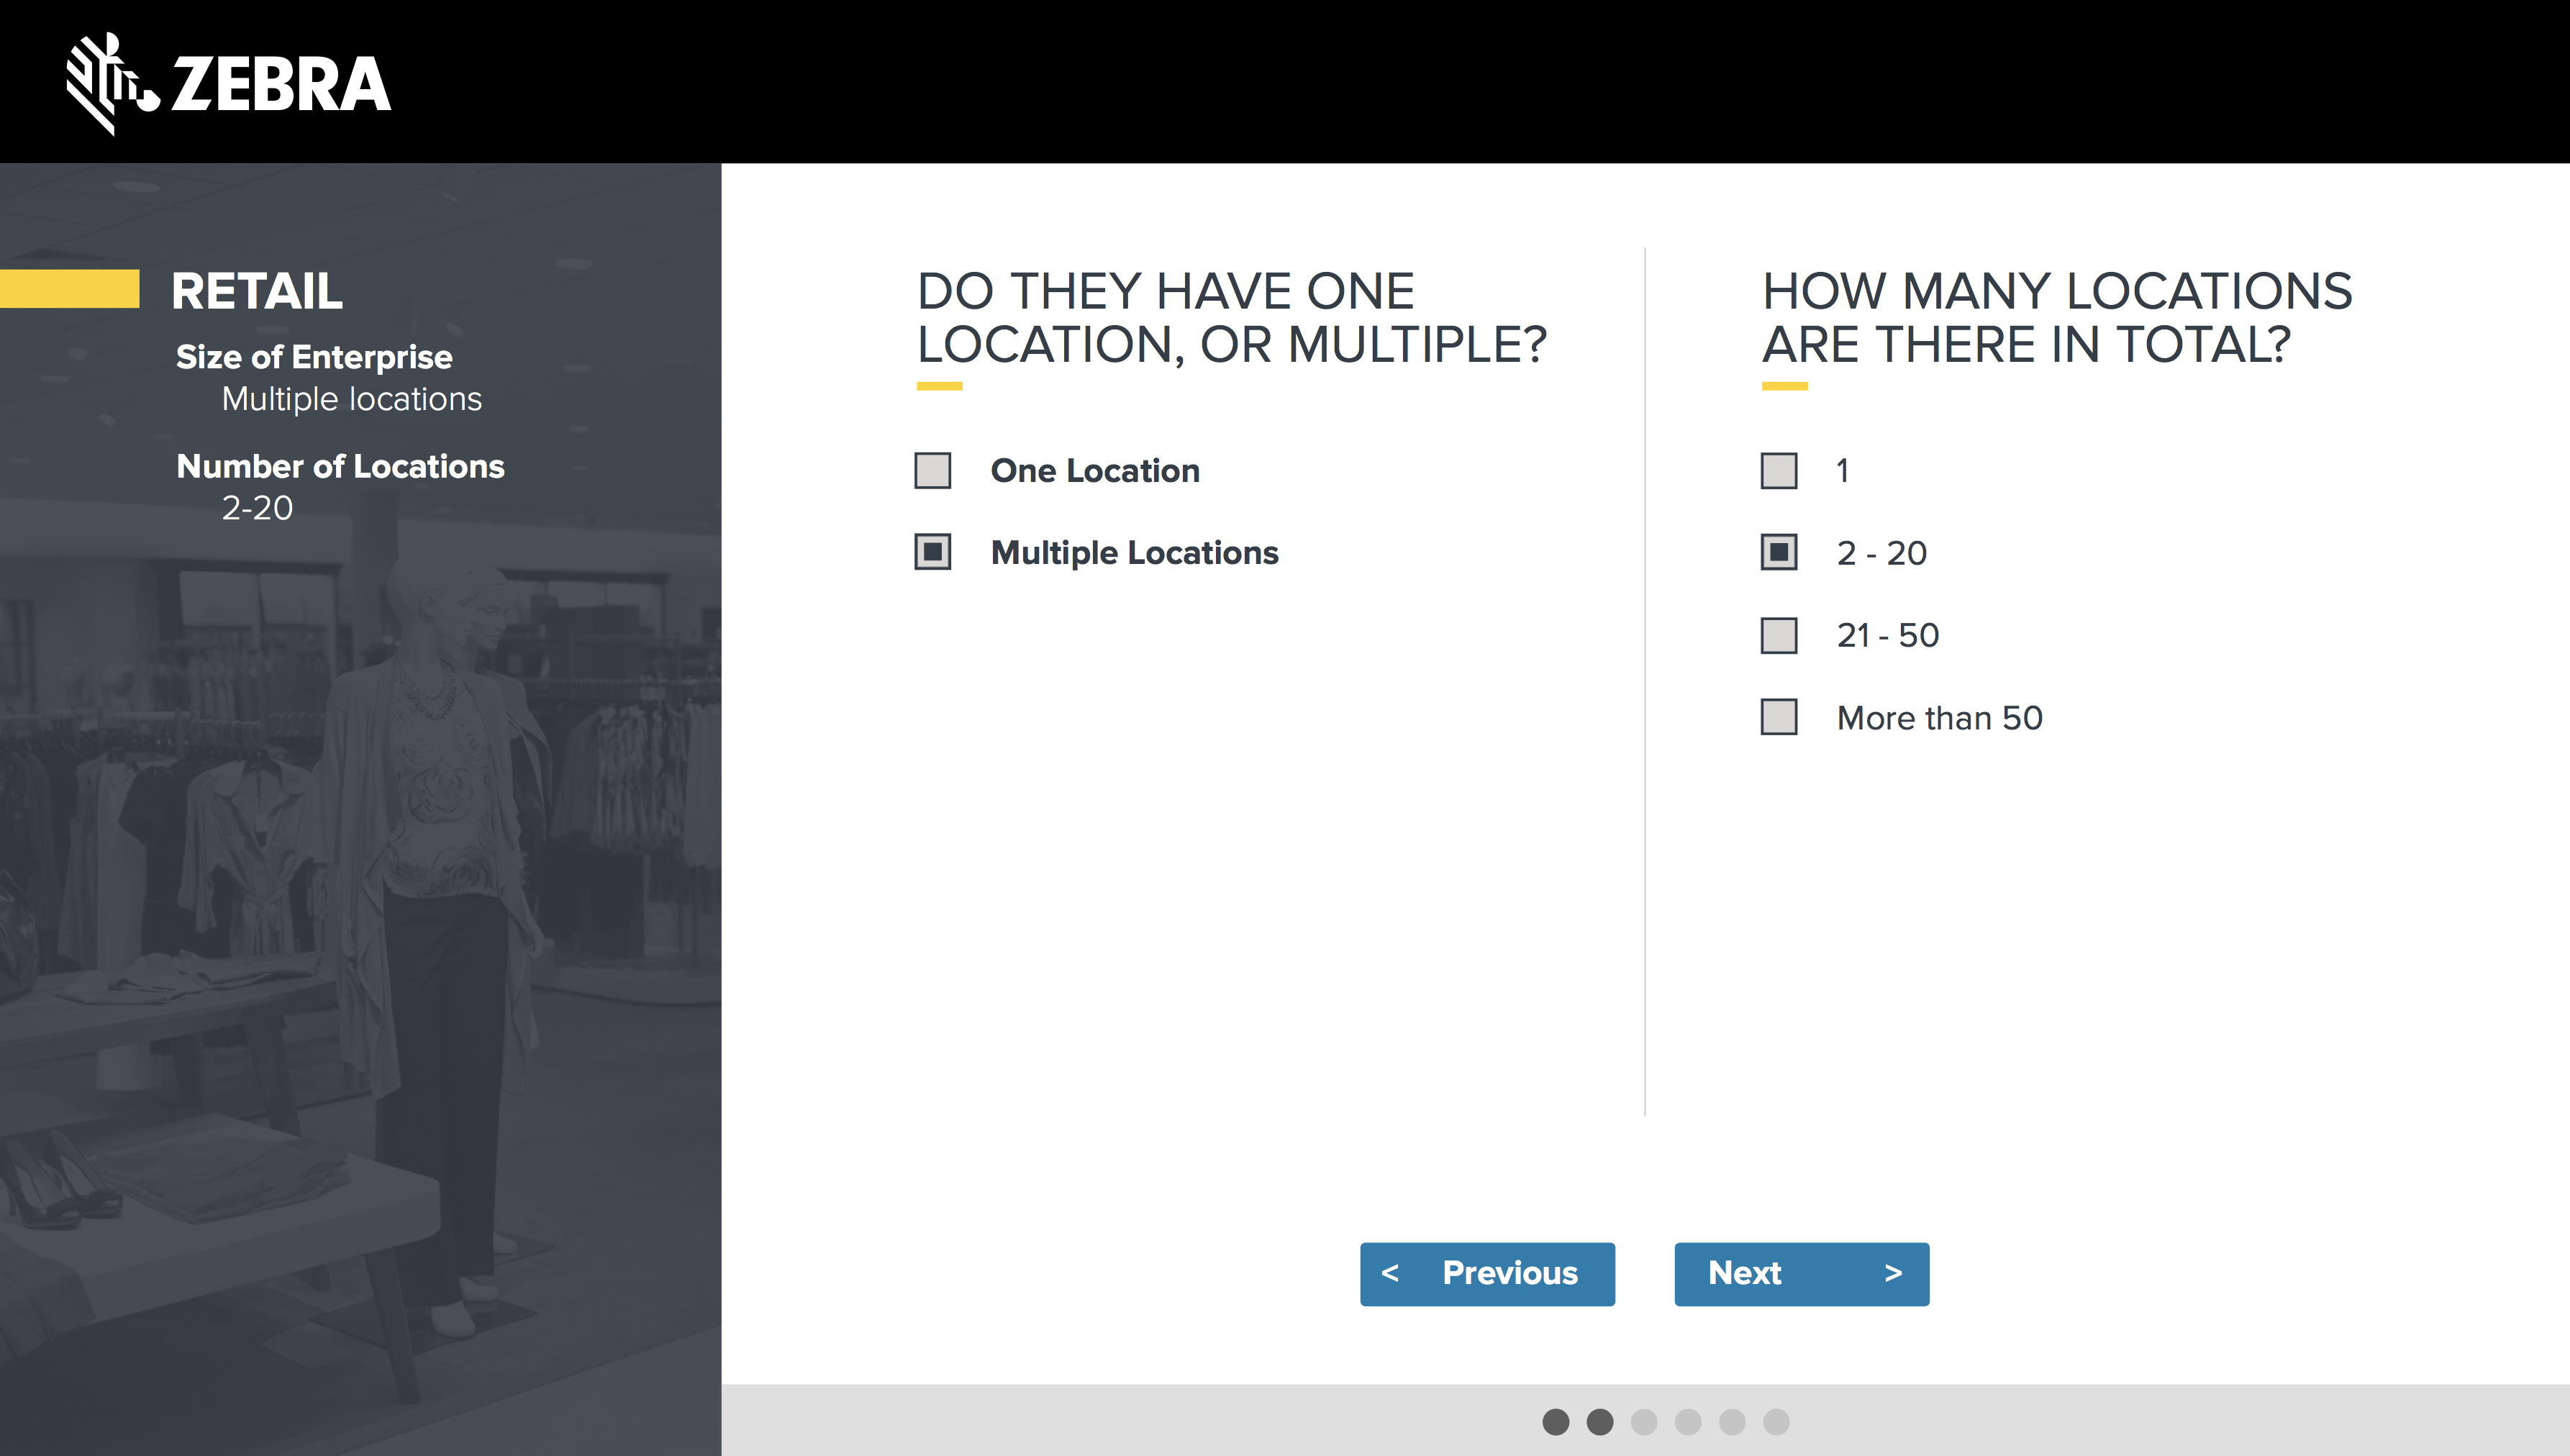 ZEBRA
RETAIL
Size of Enterprise
Multiple locations
Number of Locations
2-20
DO THEY HAVE ONE
LOCATION, OR MULTIPLE?
One Location
Multiple Locations
HOW MANY LOCATIONS
ARE THERE IN TOTAL?
1
2 - 20
21 - 50
More than 50
< Previous
Next >